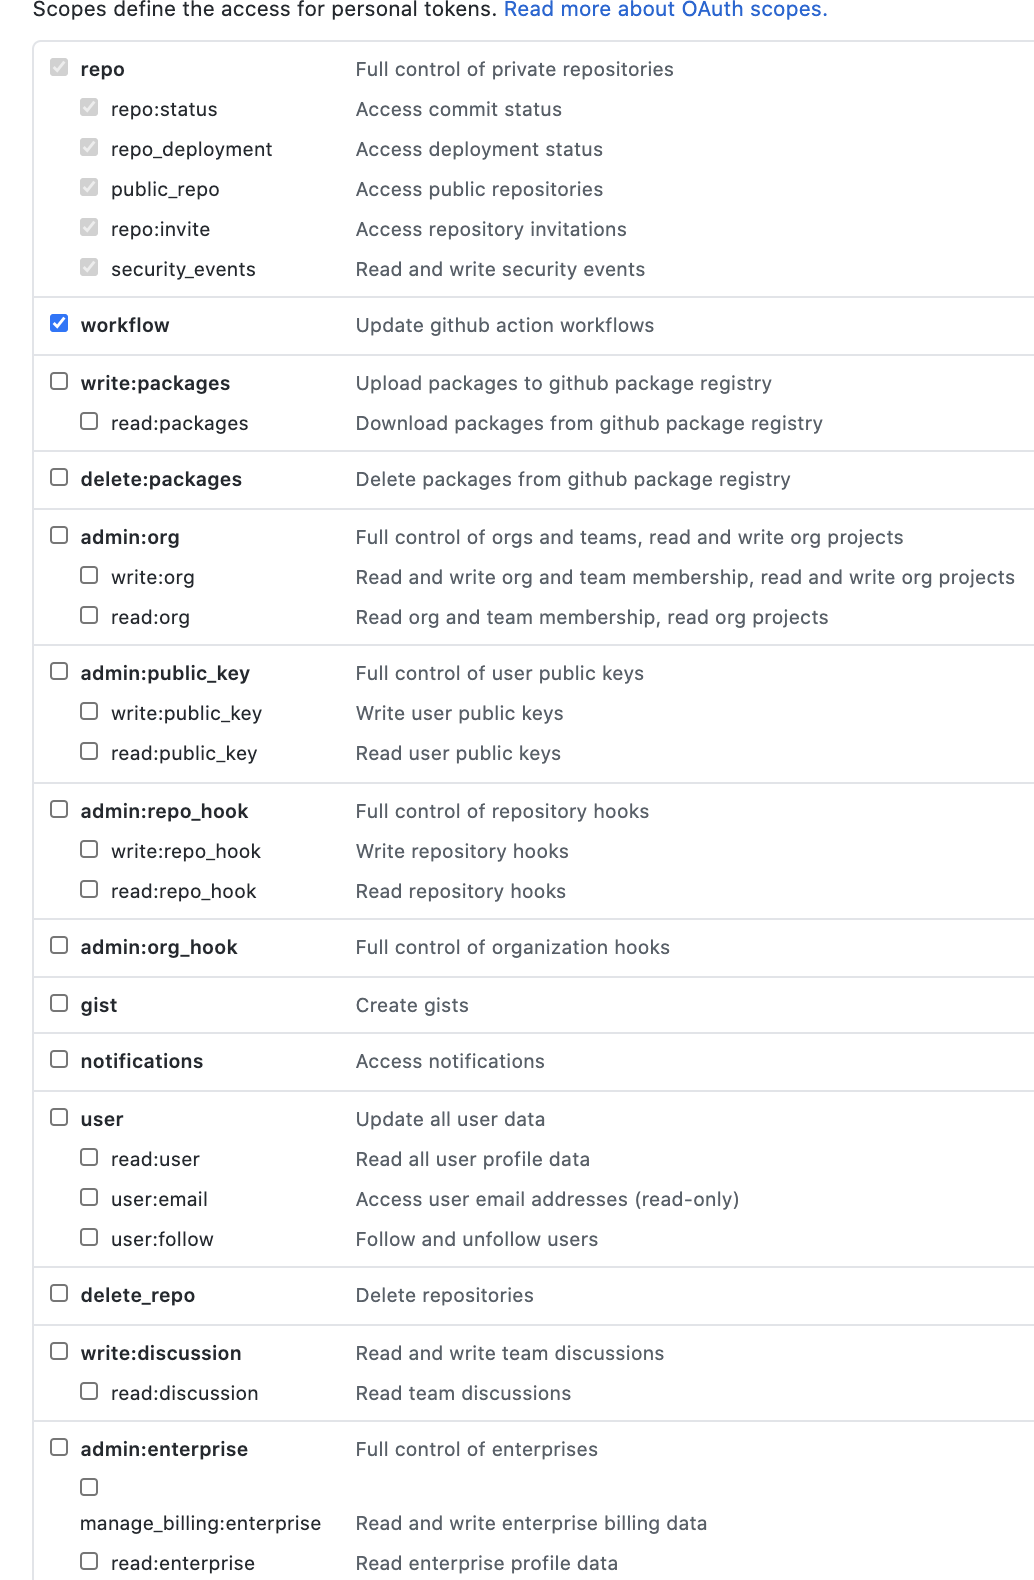 Scopes define the access for personal tokens. Read more about OAuth scopes.
repo Full control of private repositories
repo:status Access commit status
repo_deployment Access deployment status
public_repo Access public repositories
repo:invite Access repository invitations
security_events Read and write security events
workflow Update github action workflows
write:packages Upload packages to github package registry
read:packages Download packages from github package registry
delete:packages Delete packages from github package registry
admin:org Full control of orgs and teams, read and write org projects
write:org Read and write org and team membership, read and write org projects
read:org Read org and team membership, read org projects
admin:public_key Full control of user public keys
write:public_key Write user public keys
read:public_key Read user public keys
admin:repo_hook Full control of repository hooks
write:repo_hook Write repository hooks
read:repo_hook Read repository hooks
admin:org_hook Full control of organization hooks
gist Create gists
notifications Access notifications
user Update all user data
read:user Read all user profile data
user:email Access user email addresses (read-only)
user:follow Follow and unfollow users
delete_repo Delete repositories
write:discussion Read and write team discussions
read:discussion Read team discussions
admin:enterprise Full control of enterprises
manage_billing:enterprise Read and write enterprise billing data
read:enterprise Read enterprise profile data